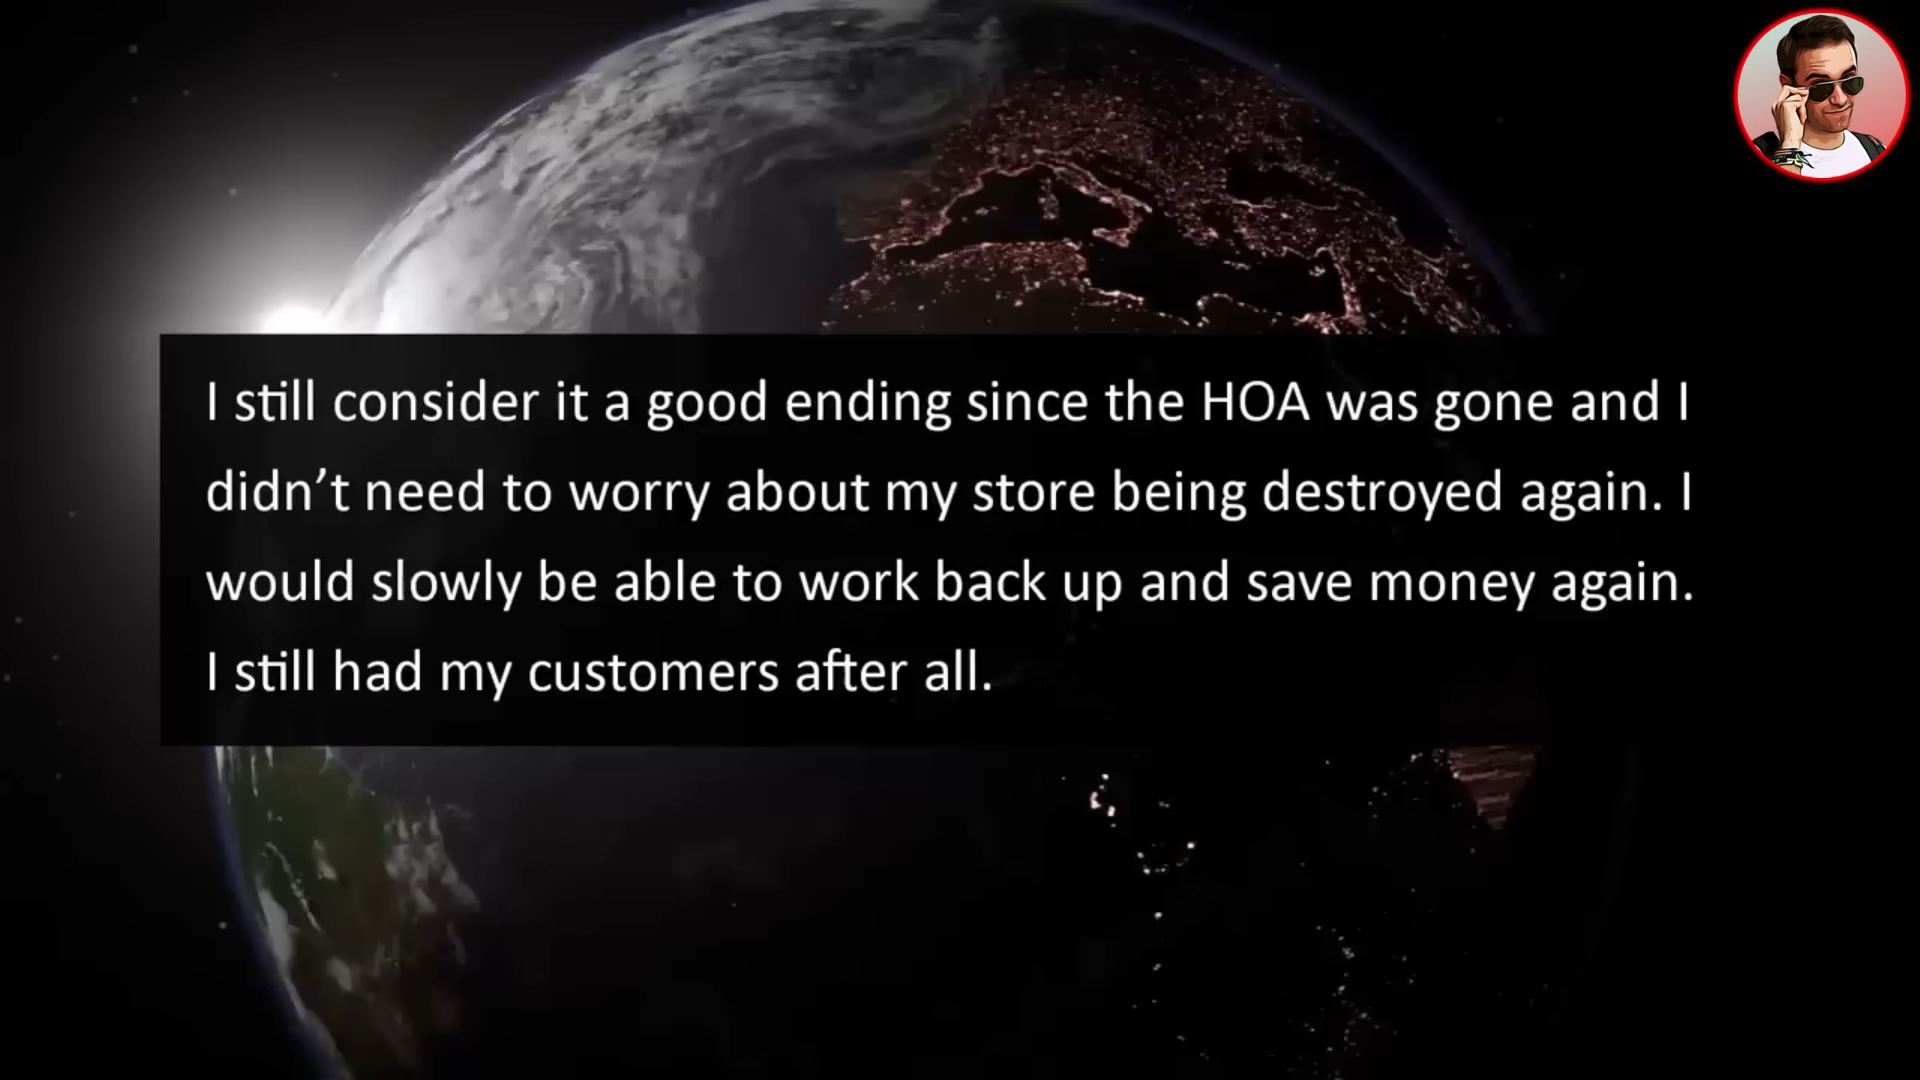 I still consider it a good ending since the HOA was gone and I
didn’t need to worry about my store being destroyed again. I
would slowly be able to work back up and save money again.
I still had my customers after all.